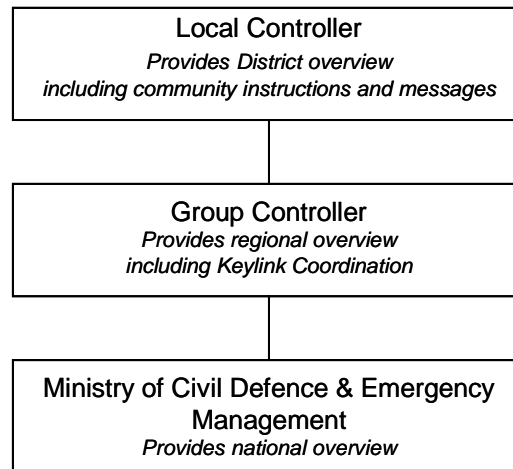 Local Controller
Provides District overview
including community instructions and messages
Group Controller
Provides regional overview
including Keylink Coordination
Ministry of Civil Defence & Emergency
Management
Provides national overview